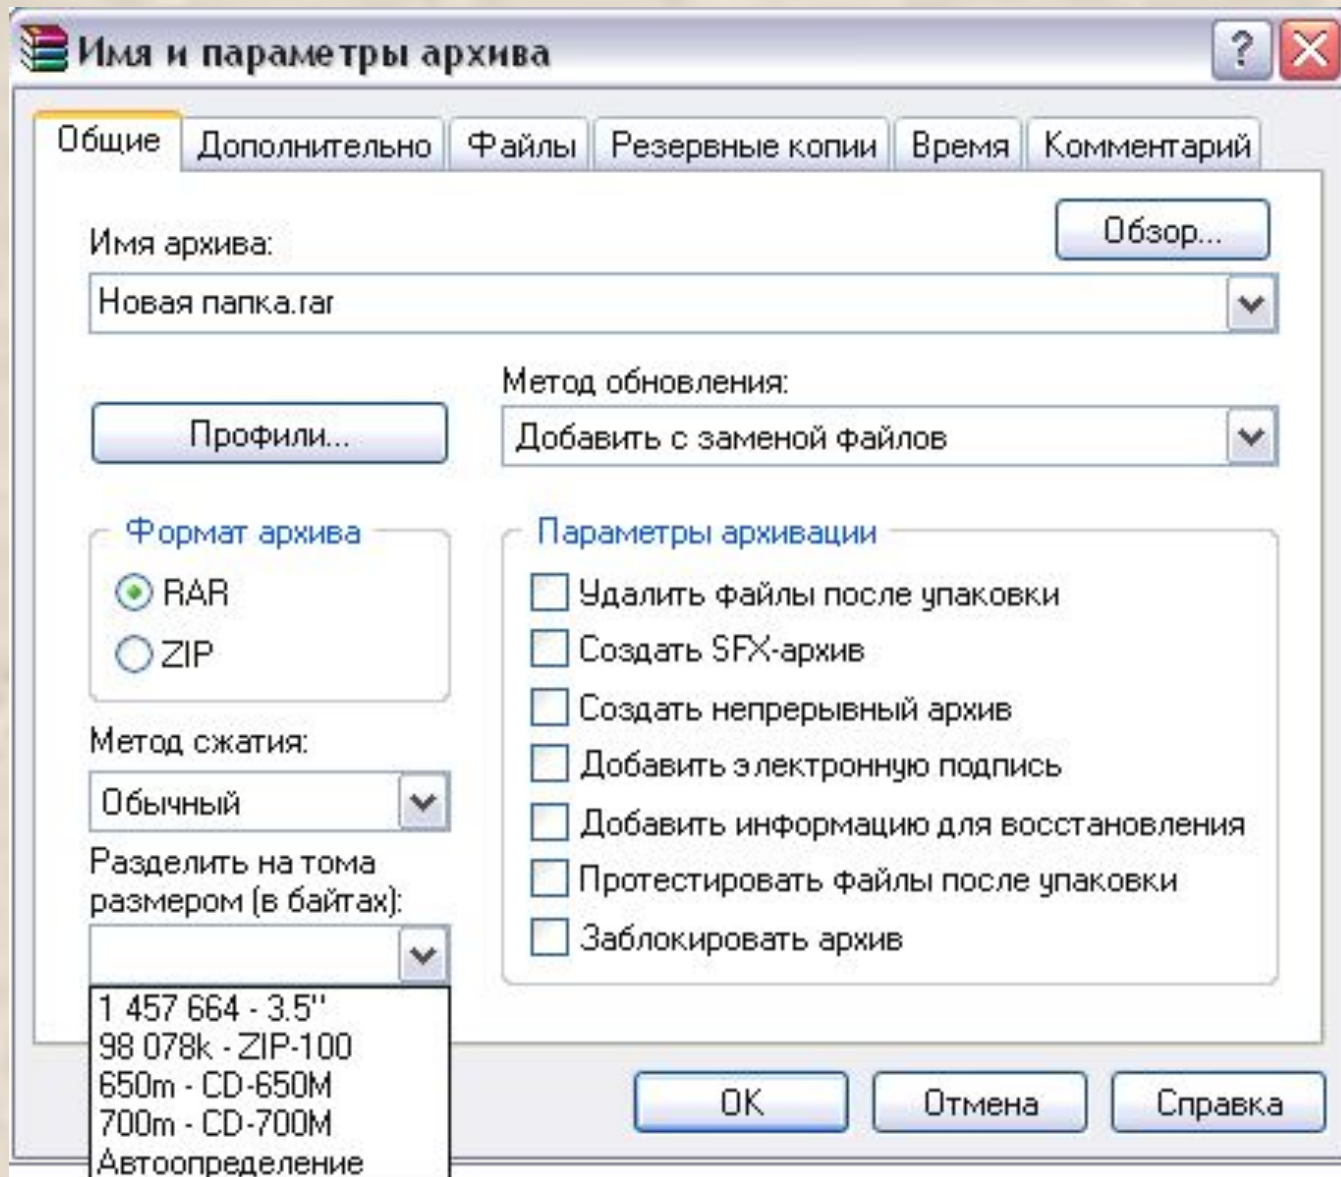 Имя и параметры архива
?
Общие Дополнительно Файлы Резервные копии Время Комментарий
Обзор...
Имя архива:
Новая папка.rar
Метод обновления:
Профили...
Добавить с заменой файлов
Формат архива
RAR
ZIP
Метод сжатия:
Обычный
Разделить на тома
размером (в байтах):
1 457 664 - 3.5"
98 078k - ZIP-100
650m - CD-650M
700m - CD-700M
Автоопределение
Параметры архивации
Удалить файлы после упаковки
Создать SFX-архив
Создать непрерывный архив
Добавить электронную подпись
Добавить информацию для восстановления
Протестировать файлы после упаковки
Заблокировать архив
OK Отмена Справка